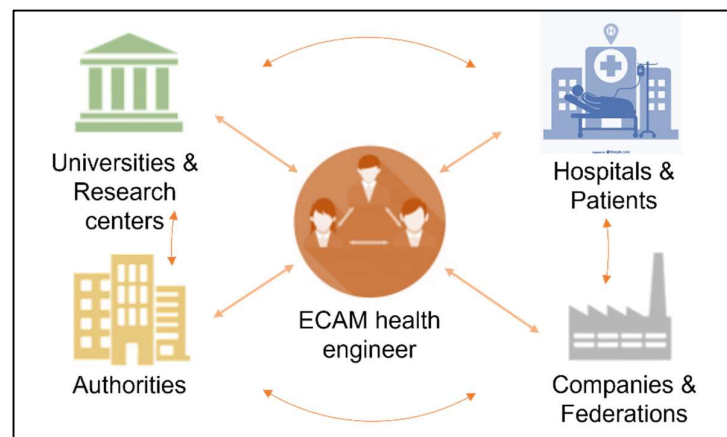 Universities &
Research
centers
Hospitals &
Patients
ECAM health
engineer
Authorities
Companies &
Federations